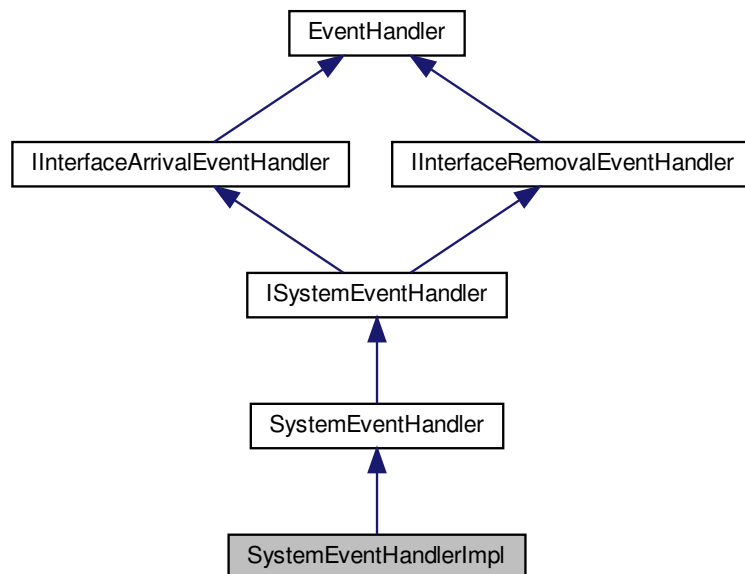 EventHandler
IInterfaceArrivalEventHandler
IInterfaceRemovalEventHandler
ISystemEventHandler
SystemEventHandler
SystemEventHandlerImpl